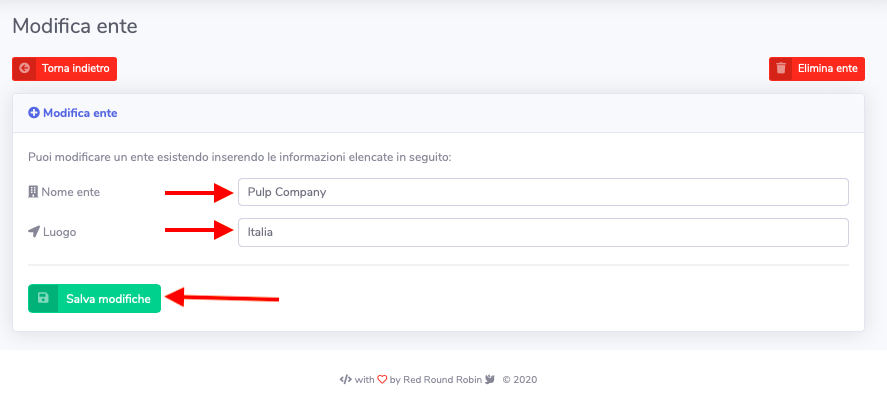 Modifica ente
Torna indietro
Elimina ente
Modifica ente
Puoi modificare un ente esistendo inserendo le informazioni elencate in seguito:
Nome ente
Pulp Company
Luogo
Italia
Salva modifiche
</> with by Red Round Robin © 2020